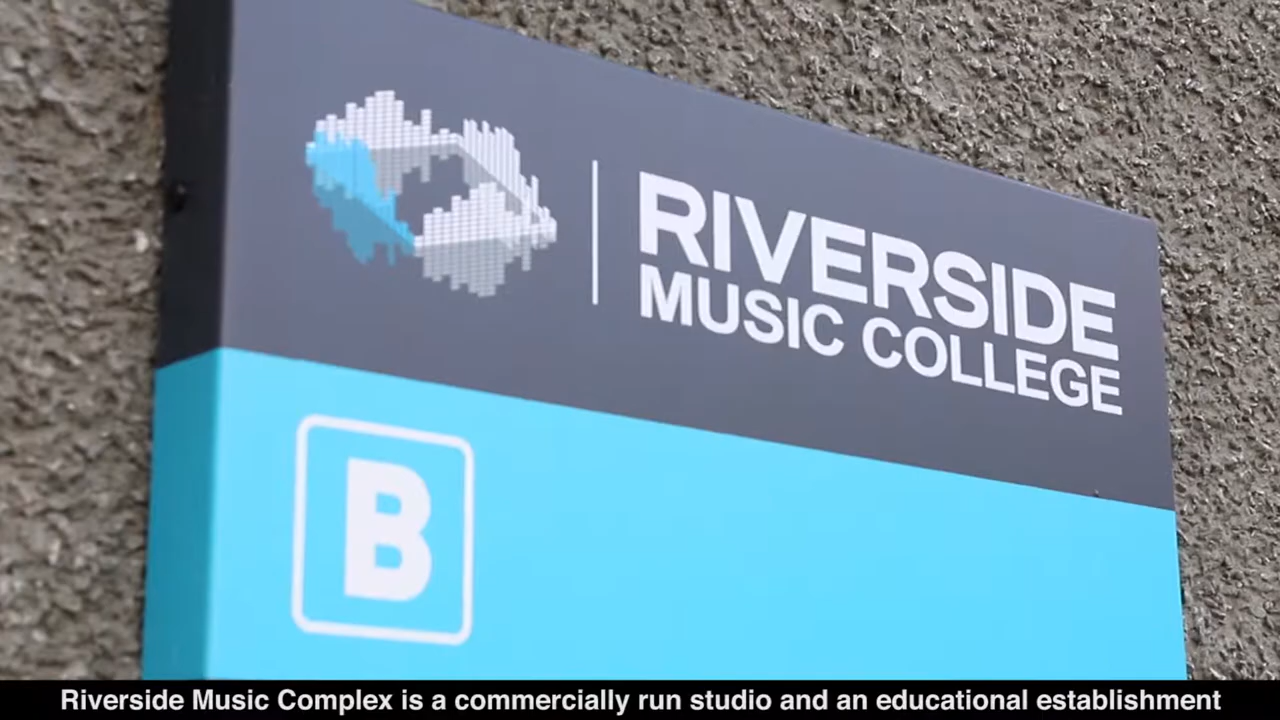 RIVERSIDE
MUSIC COLLEGE
B
Riverside Music Complex is a commercially run studio and an educational establishment